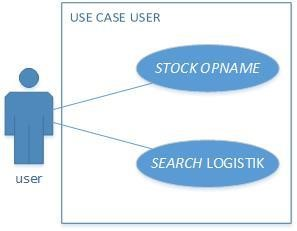 USE CASE USER
STOCK OPNAME
SEARCH LOGISTIK
user